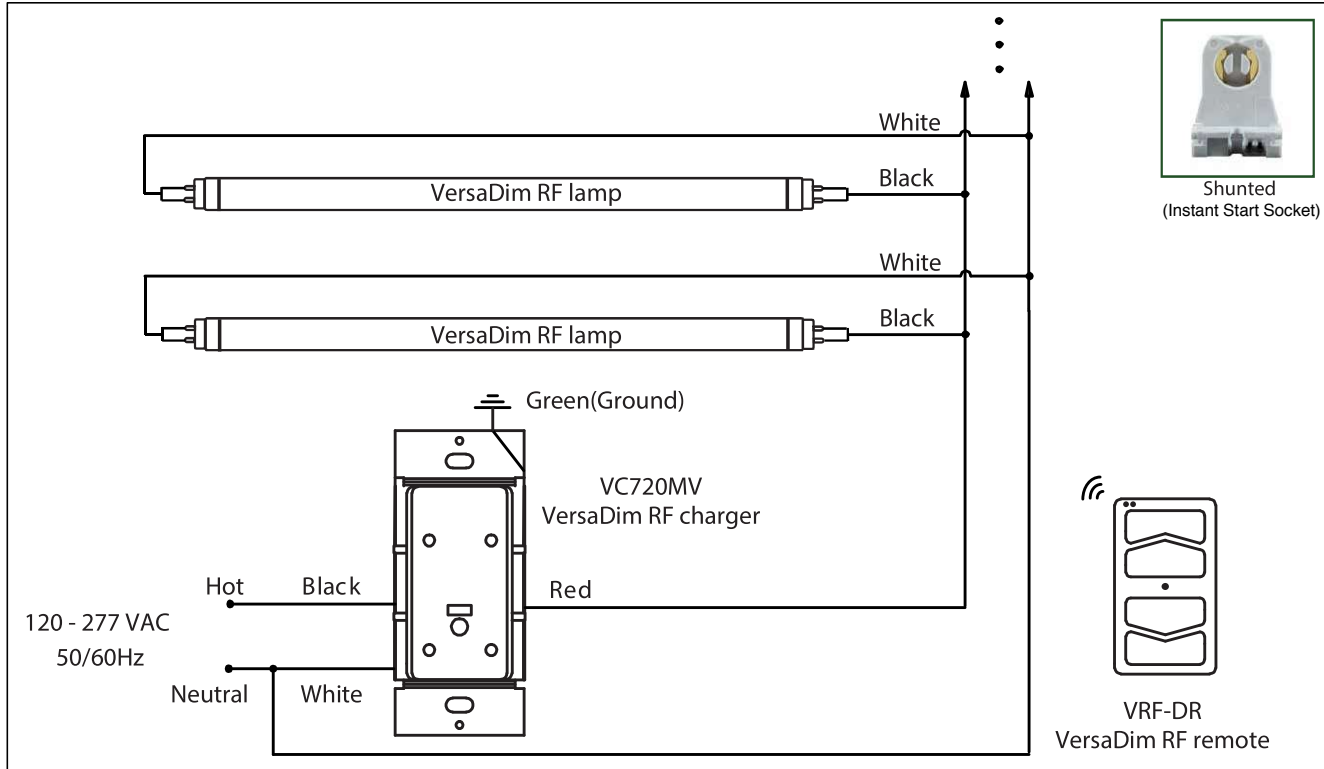 White
VersaDim RF lamp
Black
Shunted
(Instant Start Socket)
White
VersaDim RF lamp
Black
Green(Ground)
VC720MV
VersaDim RF charger
Hot
Black
Red
120 - 277 VAC
50/60Hz
Neutral
White
VRF-DR
VersaDim RF remote